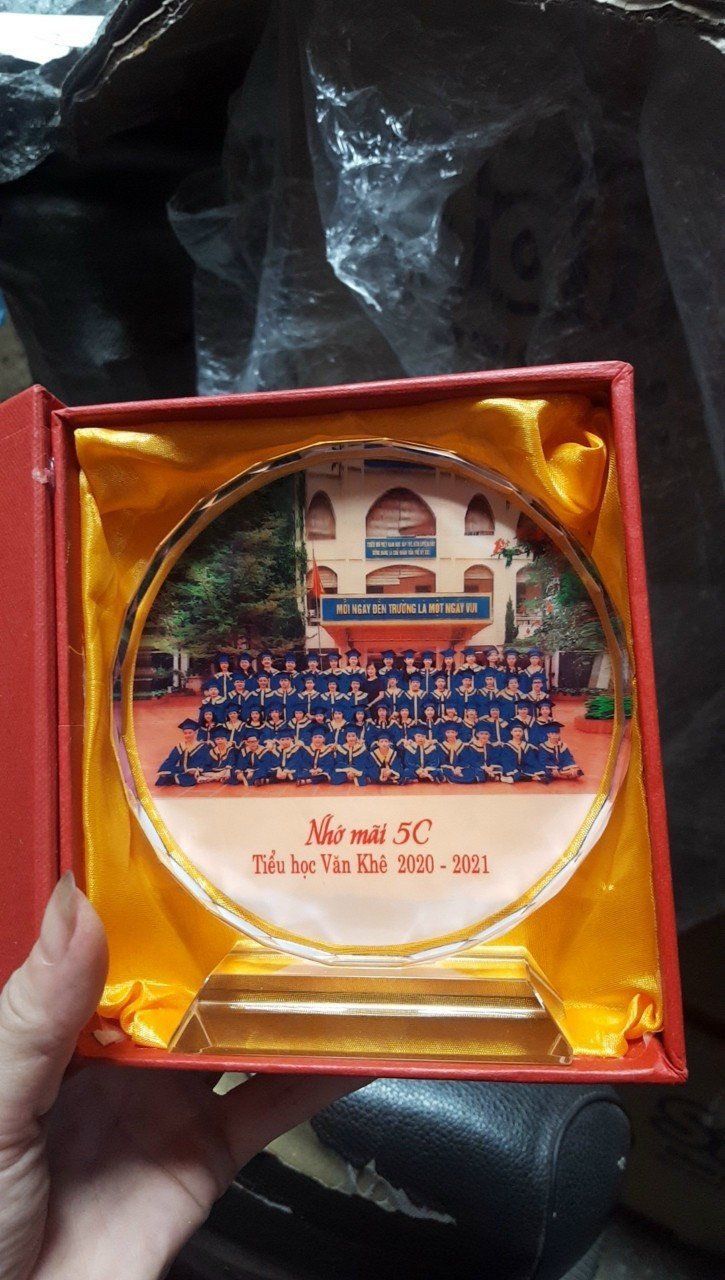 MỖI NGÀY ĐẾN TRƯỜNG LÀ MỘT NGÀY VUI
Nhớ mãi 5C
Tiểu học Văn Khê 2020 - 2021